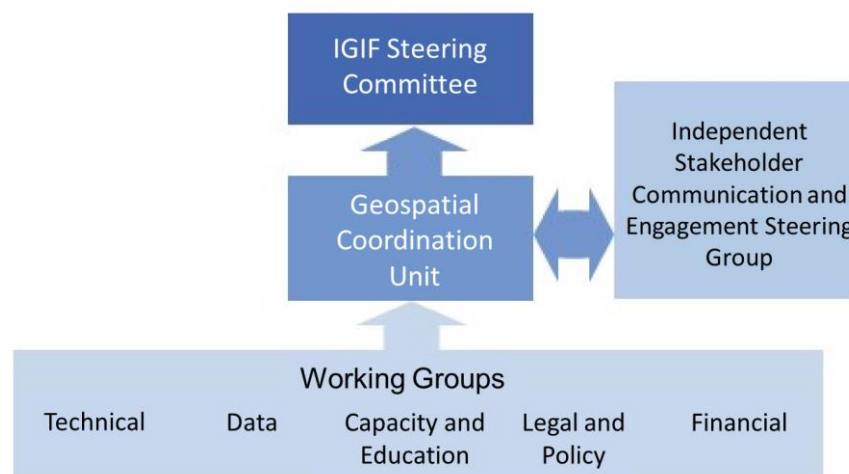 IGIF Steering
Committee
Independent
Stakeholder
Communication and
Engagement Steering
Group
Geospatial
Coordination
Unit
Working Groups
Technical
Data
Capacity and
Education
Legal and
Policy
Financial